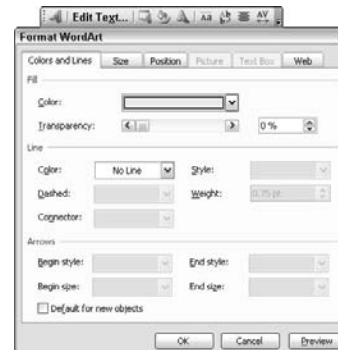 Edit Text... Aa AV
Format WordArt
Colors and Lines Size Position Picture Text Box Web
Fill
Color:
Transparency: 0 %
Line
Color: No Line Style:
Dashed: Weight: 0.75 pt
Connector:
Arrows
Begin style: End style:
Begin size: End size:
Default for new objects
OK Cancel Preview